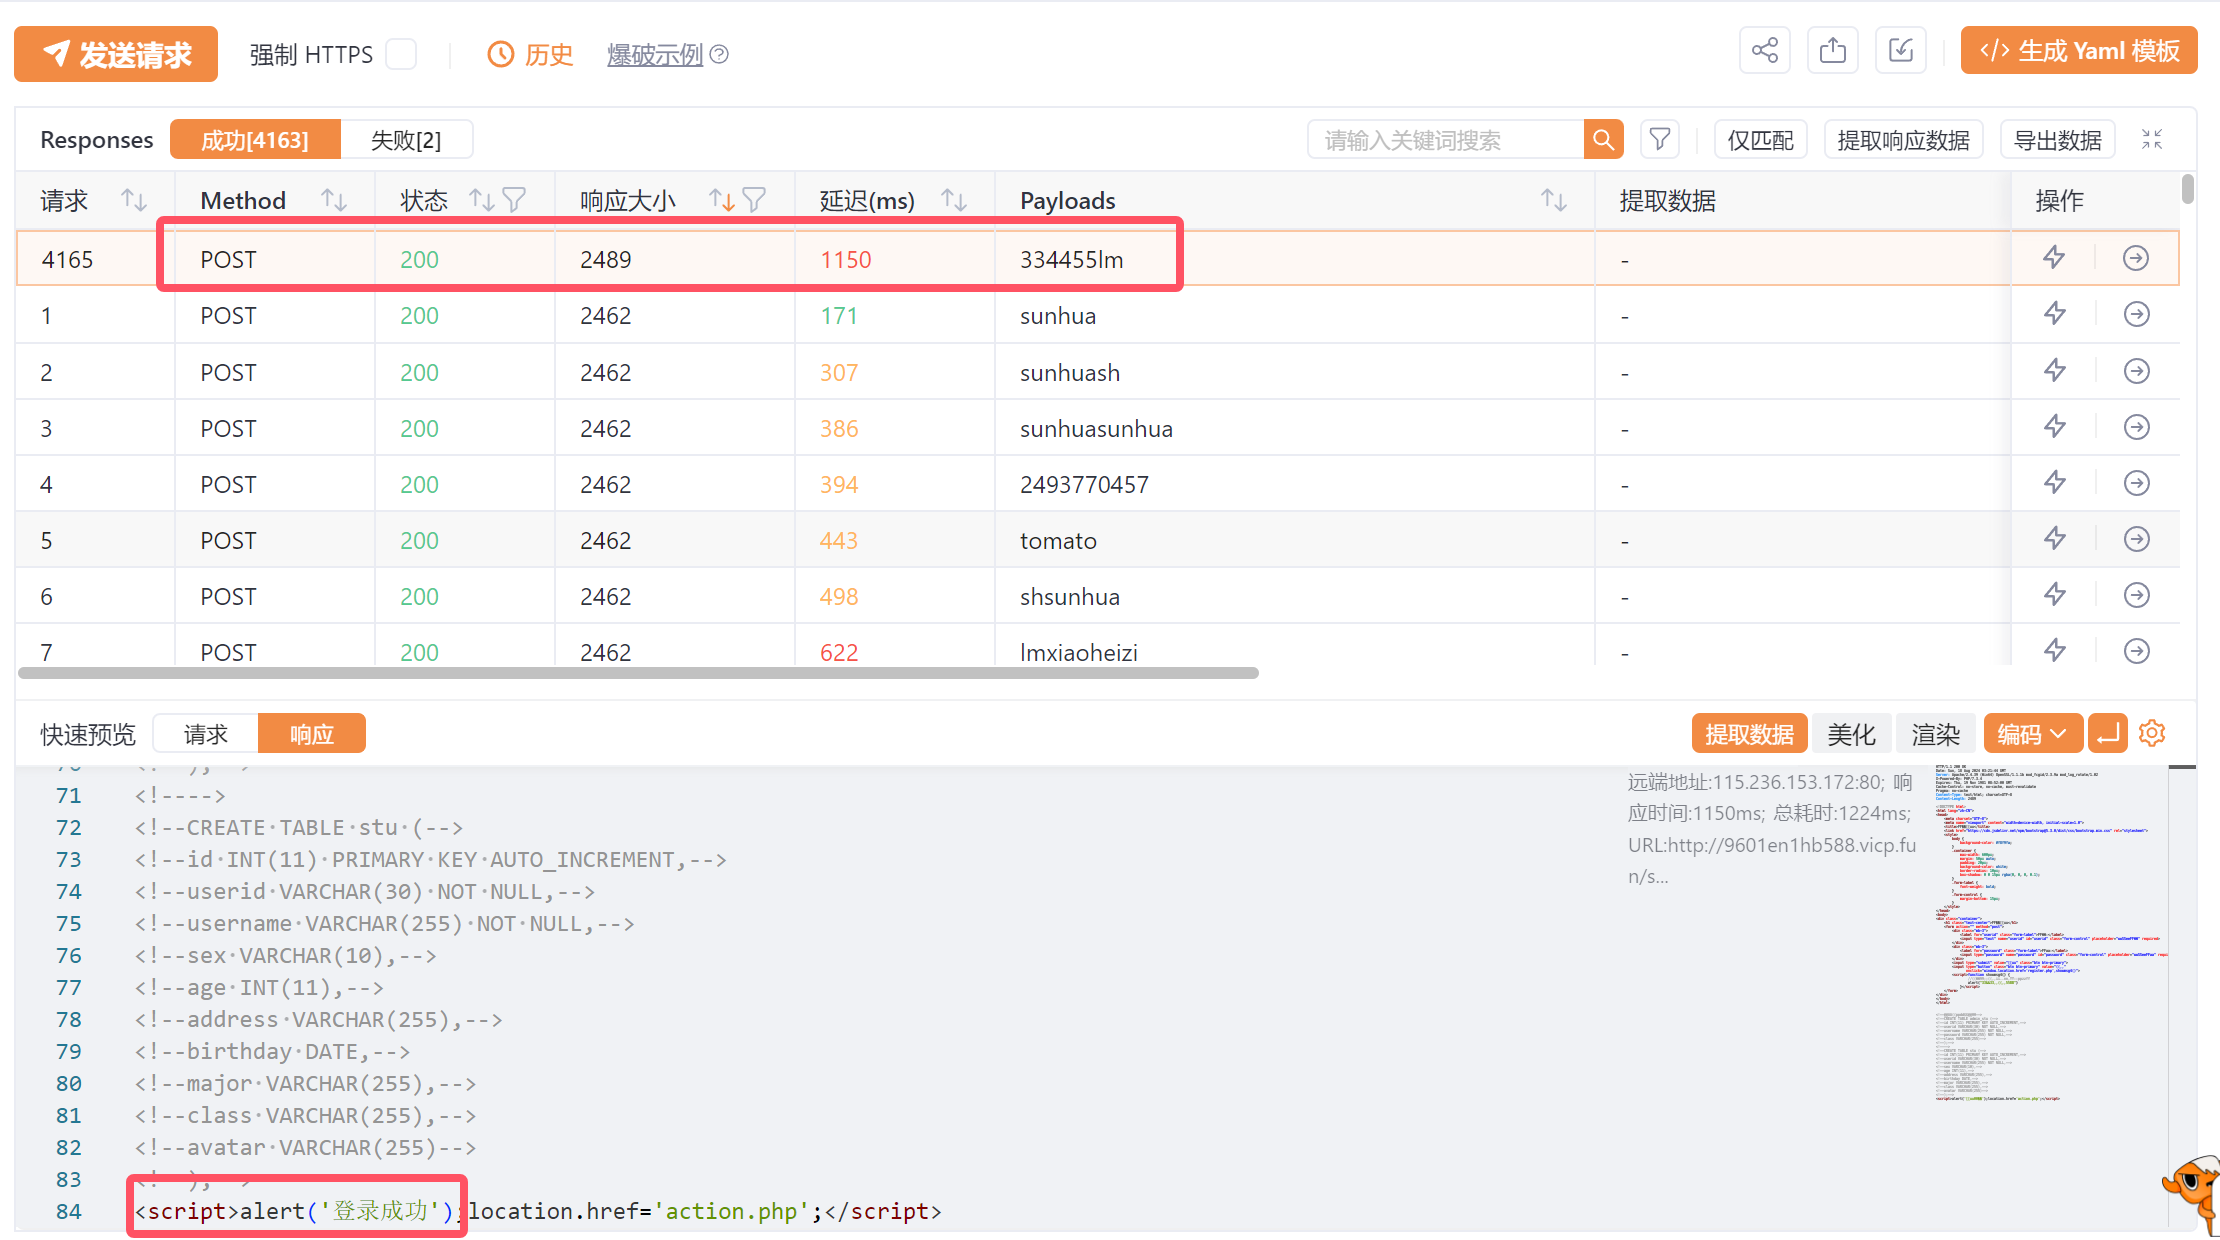 发送请求 强制 HTTPS 历史 爆破示例 </> 生成 Yaml 模板
Responses 成功[4163] 失败[2] 请输入关键词搜索 仅匹配 提取响应数据 导出数据
请求 Method 状态 响应大小 延迟(ms) Payloads 提取数据 操作
4165 POST 200 2489 1150 334455lm -
1 POST 200 2462 171 sunhua -
2 POST 200 2462 307 sunhuash -
3 POST 200 2462 386 sunhuasunhua -
4 POST 200 2462 394 2493770457 -
5 POST 200 2462 443 tomato -
6 POST 200 2462 498 shsunhua -
7 POST 200 2462 622 lmxiaoheizi -
快速预览 请求 响应 提取数据 美化 渲染 编码
71 <!---->
72 <!--CREATE·TABLE·stu·(-->
73 <!--id·INT(11)·PRIMARY·KEY·AUTO_INCREMENT,-->
74 <!--userid·VARCHAR(30)·NOT·NULL,-->
75 <!--username·VARCHAR(255)·NOT·NULL,-->
76 <!--sex·VARCHAR(10),-->
77 <!--age·INT(11),-->
78 <!--address·VARCHAR(255),-->
79 <!--birthday·DATE,-->
80 <!--major·VARCHAR(255),-->
81 <!--class·VARCHAR(255),-->
82 <!--avatar·VARCHAR(255)-->
83
84 <script>alert('登录成功');location.href='action.php';</script>
远端地址:115.236.153.172:80; 响
应时间:1150ms; 总耗时:1224ms;
URL:http://9601en1hb588.vicp.fu
n/s...